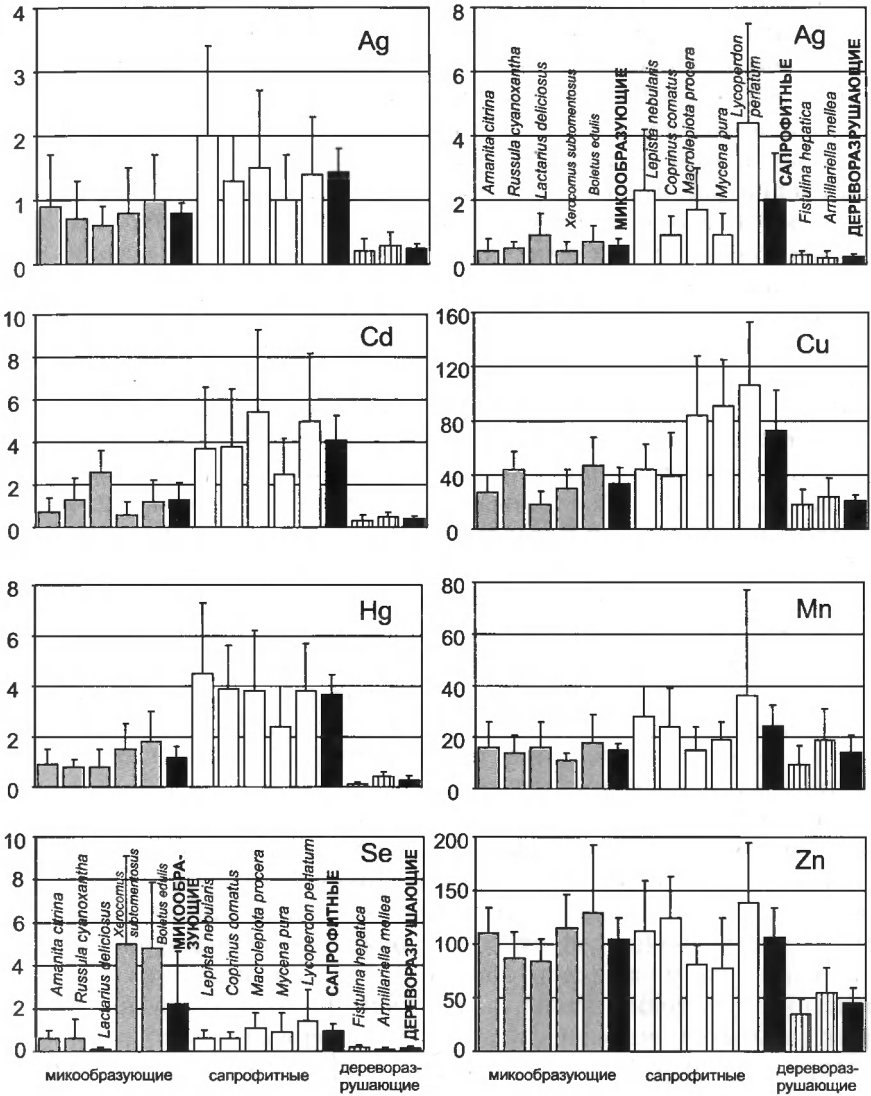 4
3
2
1
0
Ag
8
6
4
2
0
Ag
Amanita citrina
Russula cyanoxantha
Lactarius deliciosus
Xerocomus subtomentosus
Boletus edulis
МИКООБРАЗУЮЩИЕ
Lepista nebularis
Coprinus comatus
Macrolepiota procera
Mycena pura
Lycoperdon
perlatum
САПРОФИТНЫЕ
Fistulina hepatica
Armillariella mellea
ДЕРЕВОРАЗРУШАЮЩИЕ
10
8
6
4
2
0
Cd
160
120
80
40
0
Cu
8
6
4
2
0
Hg
80
60
40
20
0
Mn
10
8
6
4
2
0
Se
Amanita citrina
Russula cyanoxantha
Lactarius deliciosus
Xerocomus
subtomentosus
Boletus edulis
МИКООБРА-
ЗУЮЩИЕ
Lepista nebularis
Coprinus comatus
Macrolepiota procera
Mycena pura
Lycoperdon perlatum
САПРОФИТНЫЕ
Fistulina hepatica
Armillariella mellea
ДЕРЕВОРАЗРУШАЮЩИЕ
200
150
100
50
0
Zn
микообразующие
сапрофитные
дереворaз-
рушающие
микообразующие
сапрофитные
дерeвораз-
рушающие